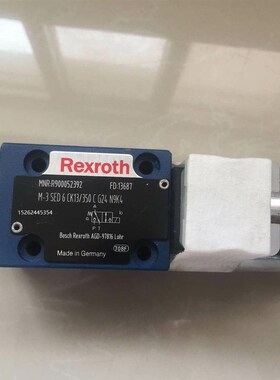 Rexroth
MNR:R900052392 FD:13687
M-3 SED 6 CK13/350 C G24 N9K4
15262445354
A
P T
Bosch Rexroth AGD-97816 Lohr
Made in Germany